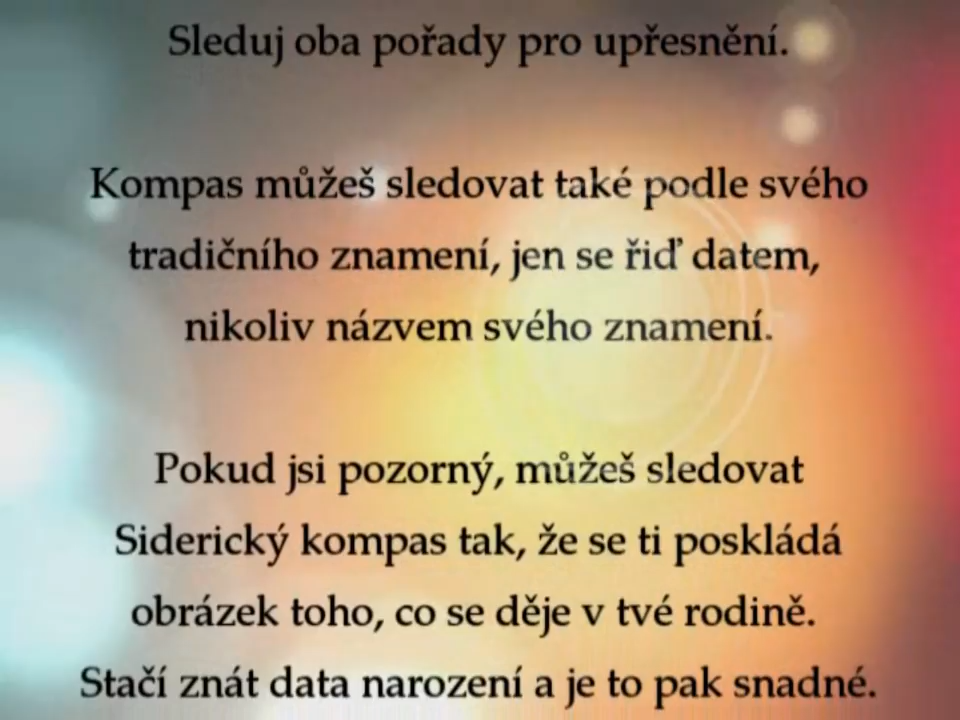 Sleduj oba pořady pro upřesnění.
Kompas můžeš sledovat také podle svého
tradičního znamení, jen se řiď datem,
nikoliv názvem svého znamení.
Pokud jsi pozorný, můžeš sledovat
Siderický kompas tak, že se ti poskládá
obrázek toho, co se děje v tvé rodině.
Stačí znát data narození a je to pak snadné.